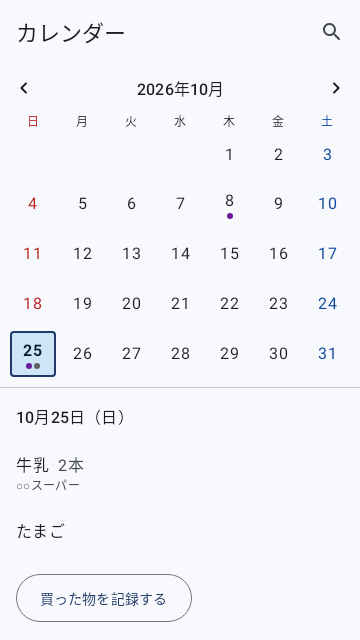 カレンダー
2026年10月
日 月 火 水 木 金 土
1 2 3
4 5 6 7 8 9 10
11 12 13 14 15 16 17
18 19 20 21 22 23 24
25 26 27 28 29 30 31
10月25日（日）
牛乳 2本
○○スーパー
たまご
買った物を記録する